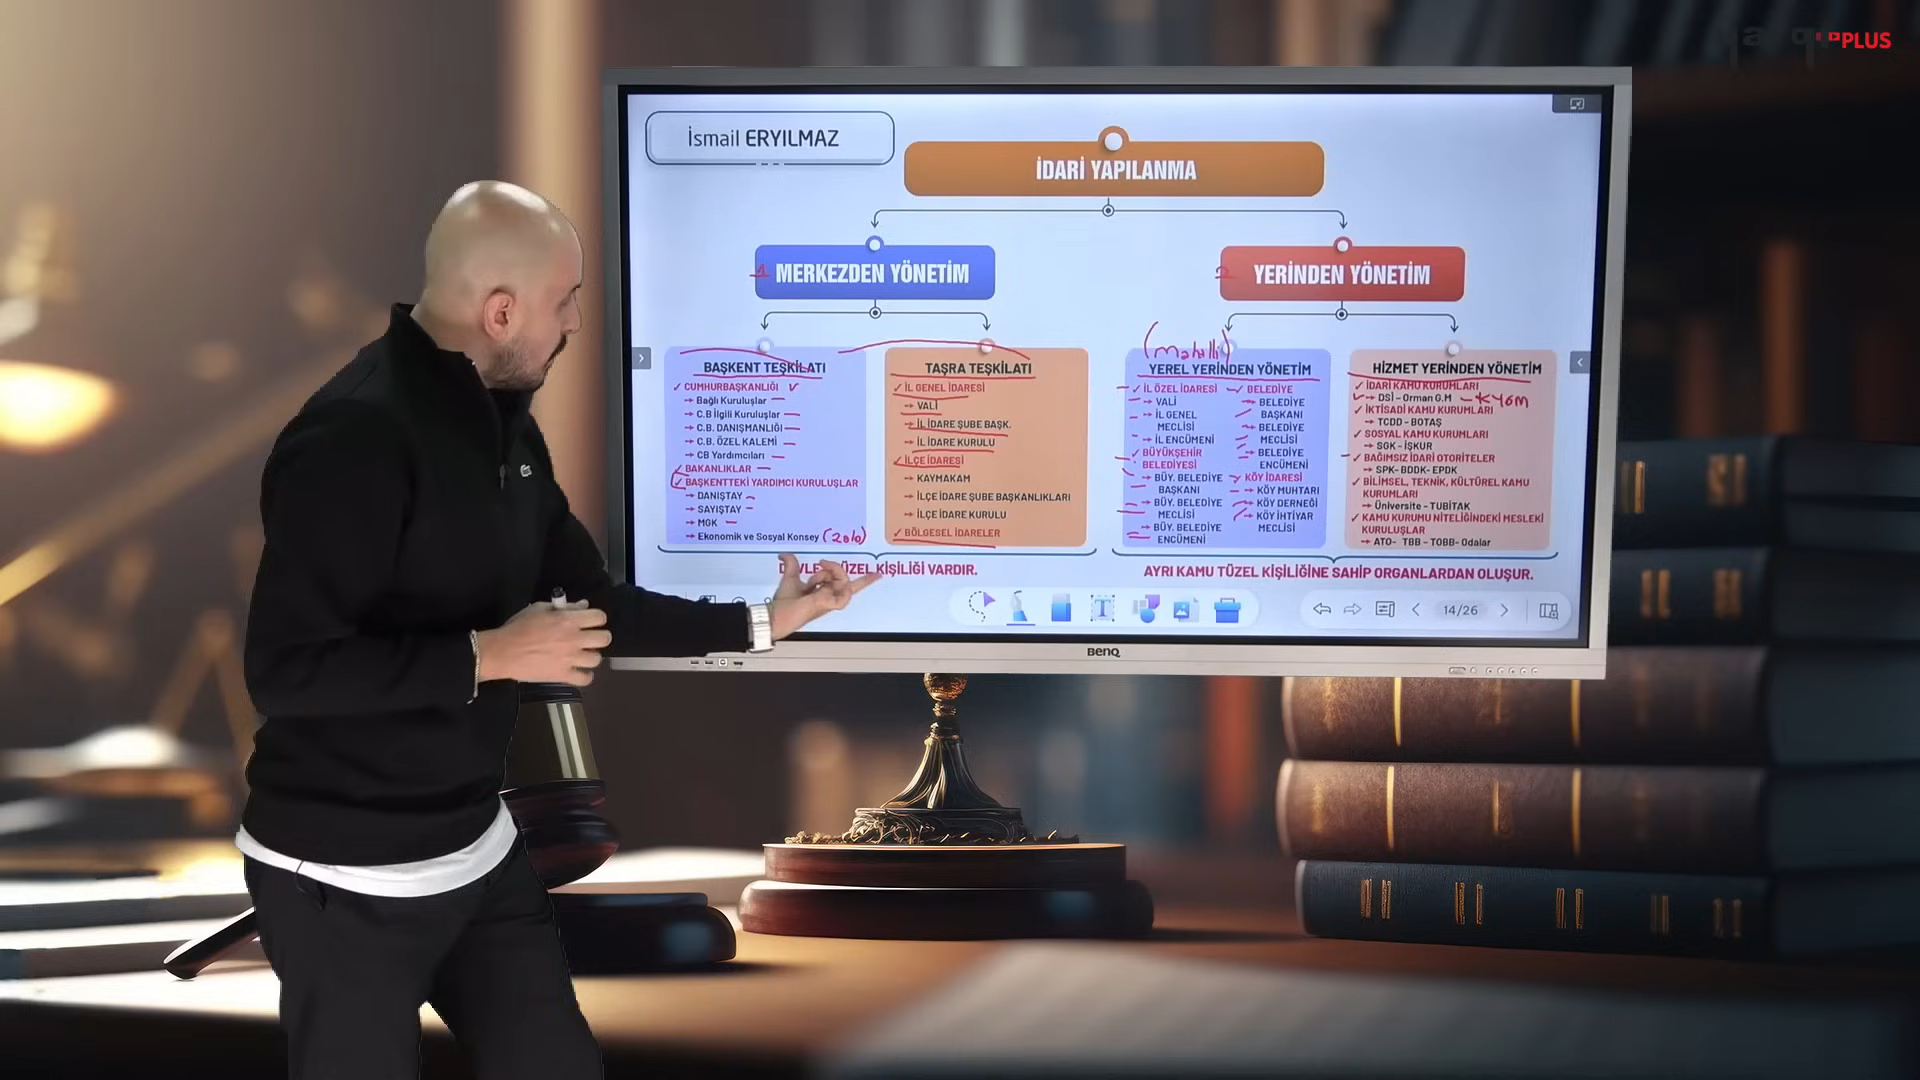 PLUS
İsmail ERYILMAZ
İDARİ YAPILANMA
1 MERKEZDEN YÖNETİM
2 YERİNDEN YÖNETİM
BAŞKENT TEŞKİLATI
✓ CUMHURBAŞKANLIĞI ✓
→ Bağlı Kuruluşlar
→ C.B İlgili Kuruluşlar
→ C.B. DANIŞMANLIĞI
→ C.B. ÖZEL KALEMİ
→ CB Yardımcıları
✓ BAKANLIKLAR
✓ BAŞKENTTEKİ YARDIMCI KURULUŞLAR
→ DANIŞTAY
→ SAYIŞTAY
→ MGK
→ Ekonomik ve Sosyal Konsey (2010)
TAŞRA TEŞKİLATI
✓ İL GENEL İDARESİ
→ VALİ
→ İL İDARE ŞUBE BAŞK.
→ İL İDARE KURULU
✓ İLÇE İDARESİ
→ KAYMAKAM
→ İLÇE İDARE ŞUBE BAŞKANLIKLARI
→ İLÇE İDARE KURULU
✓ BÖLGESEL İDARELER
TÜZEL KİŞİLİĞİ VARDIR.
(mahalli)
YEREL YERİNDEN YÖNETİM
✓ İL ÖZEL İDARESİ
→ VALİ
→ İL GENEL
MECLİSİ
→ İL ENCÜMENİ
✓ BÜYÜKŞEHİR
BELEDİYESİ
→ BÜY. BELEDİYE
BAŞKANI
→ BÜY. BELEDİYE
MECLİSİ
→ BÜY. BELEDİYE
ENCÜMENİ
✓ BELEDİYE
→ BELEDİYE
BAŞKANI
→ BELEDİYE
MECLİSİ
→ BELEDİYE
ENCÜMENİ
✓ KÖY İDARESİ
→ KÖY MUHTARI
→ KÖY DERNEĞİ
→ KÖY İHTİYAR
MECLİSİ
HİZMET YERİNDEN YÖNETİM
✓ İDARİ KAMU KURUMLARI
→ DSİ - Orman G.M - KYGM
✓ İKTİSADİ KAMU KURUMLARI
→ TCDD - BOTAŞ
✓ SOSYAL KAMU KURUMLARI
→ SGK - İŞKUR
✓ BAĞIMSIZ İDARİ OTORİTELER
→ SPK- BDDK- EPDK
✓ BİLİMSEL, TEKNİK, KÜLTÜREL KAMU
KURUMLARI
→ Üniversite - TUBİTAK
✓ KAMU KURUMU NİTELİĞİNDEKİ MESLEKİ
KURULUŞLAR
→ ATO- TBB - TOBB- Odalar
AYRI KAMU TÜZEL KİŞİLİĞİNE SAHİP ORGANLARDAN OLUŞUR.
14/26
BenQ